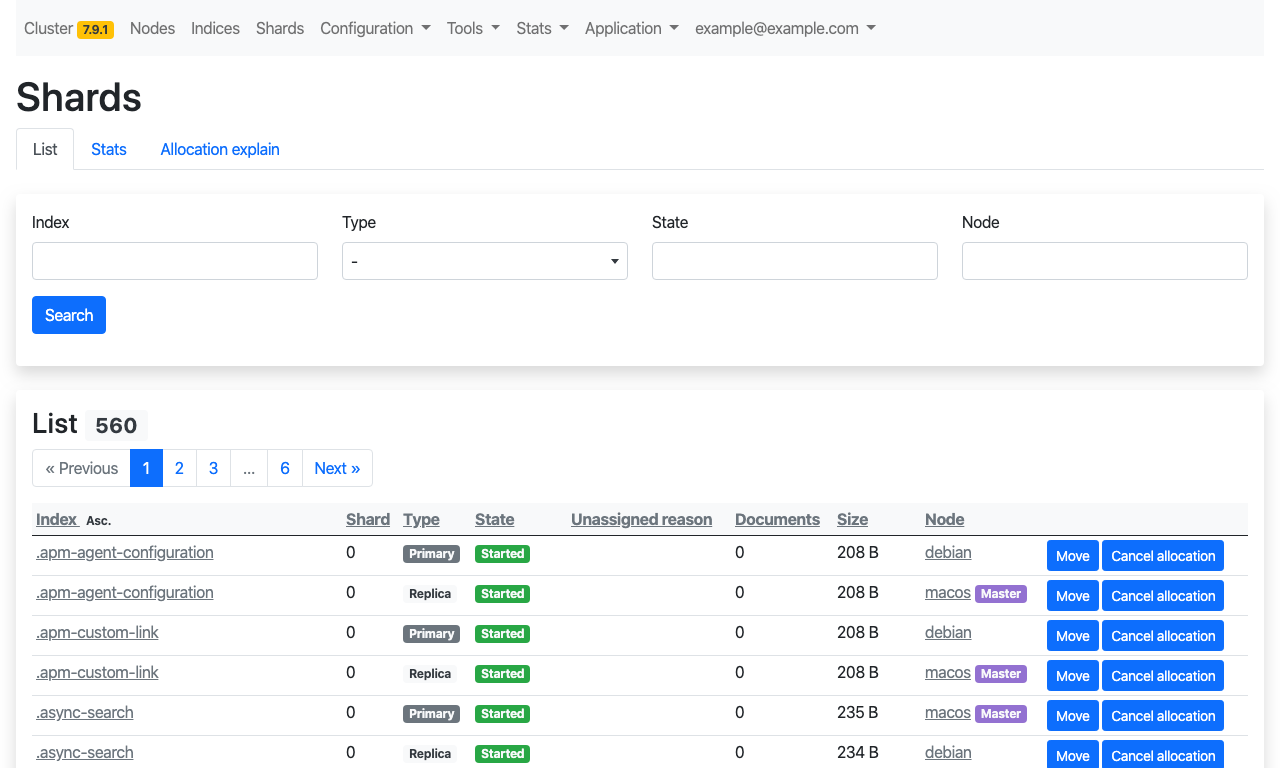 Cluster 7.9.1 Nodes Indices Shards Configuration Tools Stats Application example@example.com
Shards
List Stats Allocation explain
Index Type State Node
-
Search
List 560
« Previous 1 2 3 ... 6 Next »
Index Asc. Shard Type State Unassigned reason Documents Size Node
.apm-agent-configuration 0 Primary Started 0 208 B debian Move Cancel allocation
.apm-agent-configuration 0 Replica Started 0 208 B macos Master Move Cancel allocation
.apm-custom-link 0 Primary Started 0 208 B debian Move Cancel allocation
.apm-custom-link 0 Replica Started 0 208 B macos Master Move Cancel allocation
.async-search 0 Primary Started 0 235 B macos Master Move Cancel allocation
.async-search 0 Replica Started 0 234 B debian Move Cancel allocation